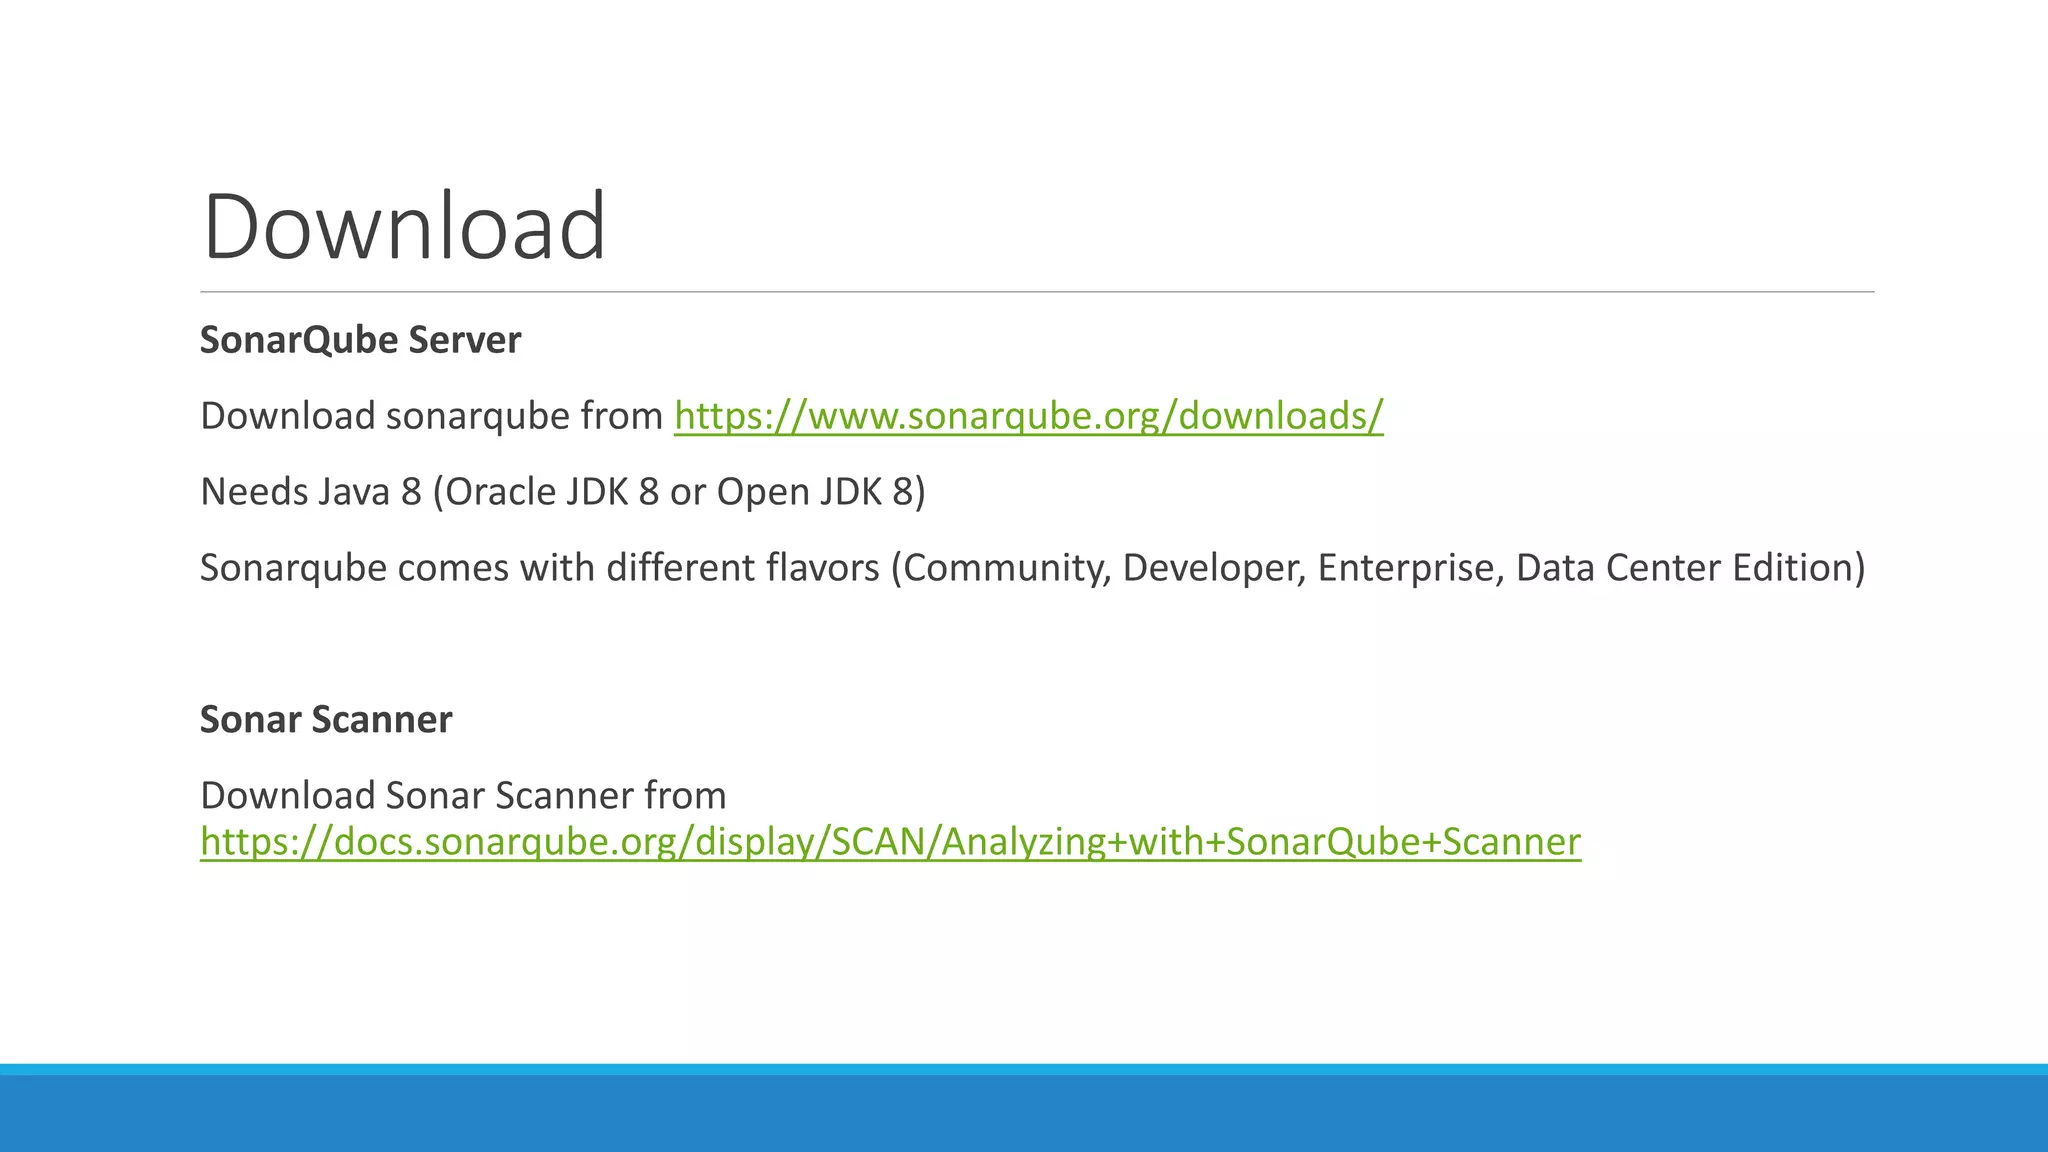 Download
SonarQube Server
Download sonarqube from https://www.sonarqube.org/downloads/
Needs Java 8 (Oracle JDK 8 or Open JDK 8)
Sonarqube comes with different flavors (Community, Developer, Enterprise, Data Center Edition)
Sonar Scanner
Download Sonar Scanner from
https://docs.sonarqube.org/display/SCAN/Analyzing+with+SonarQube+Scanner